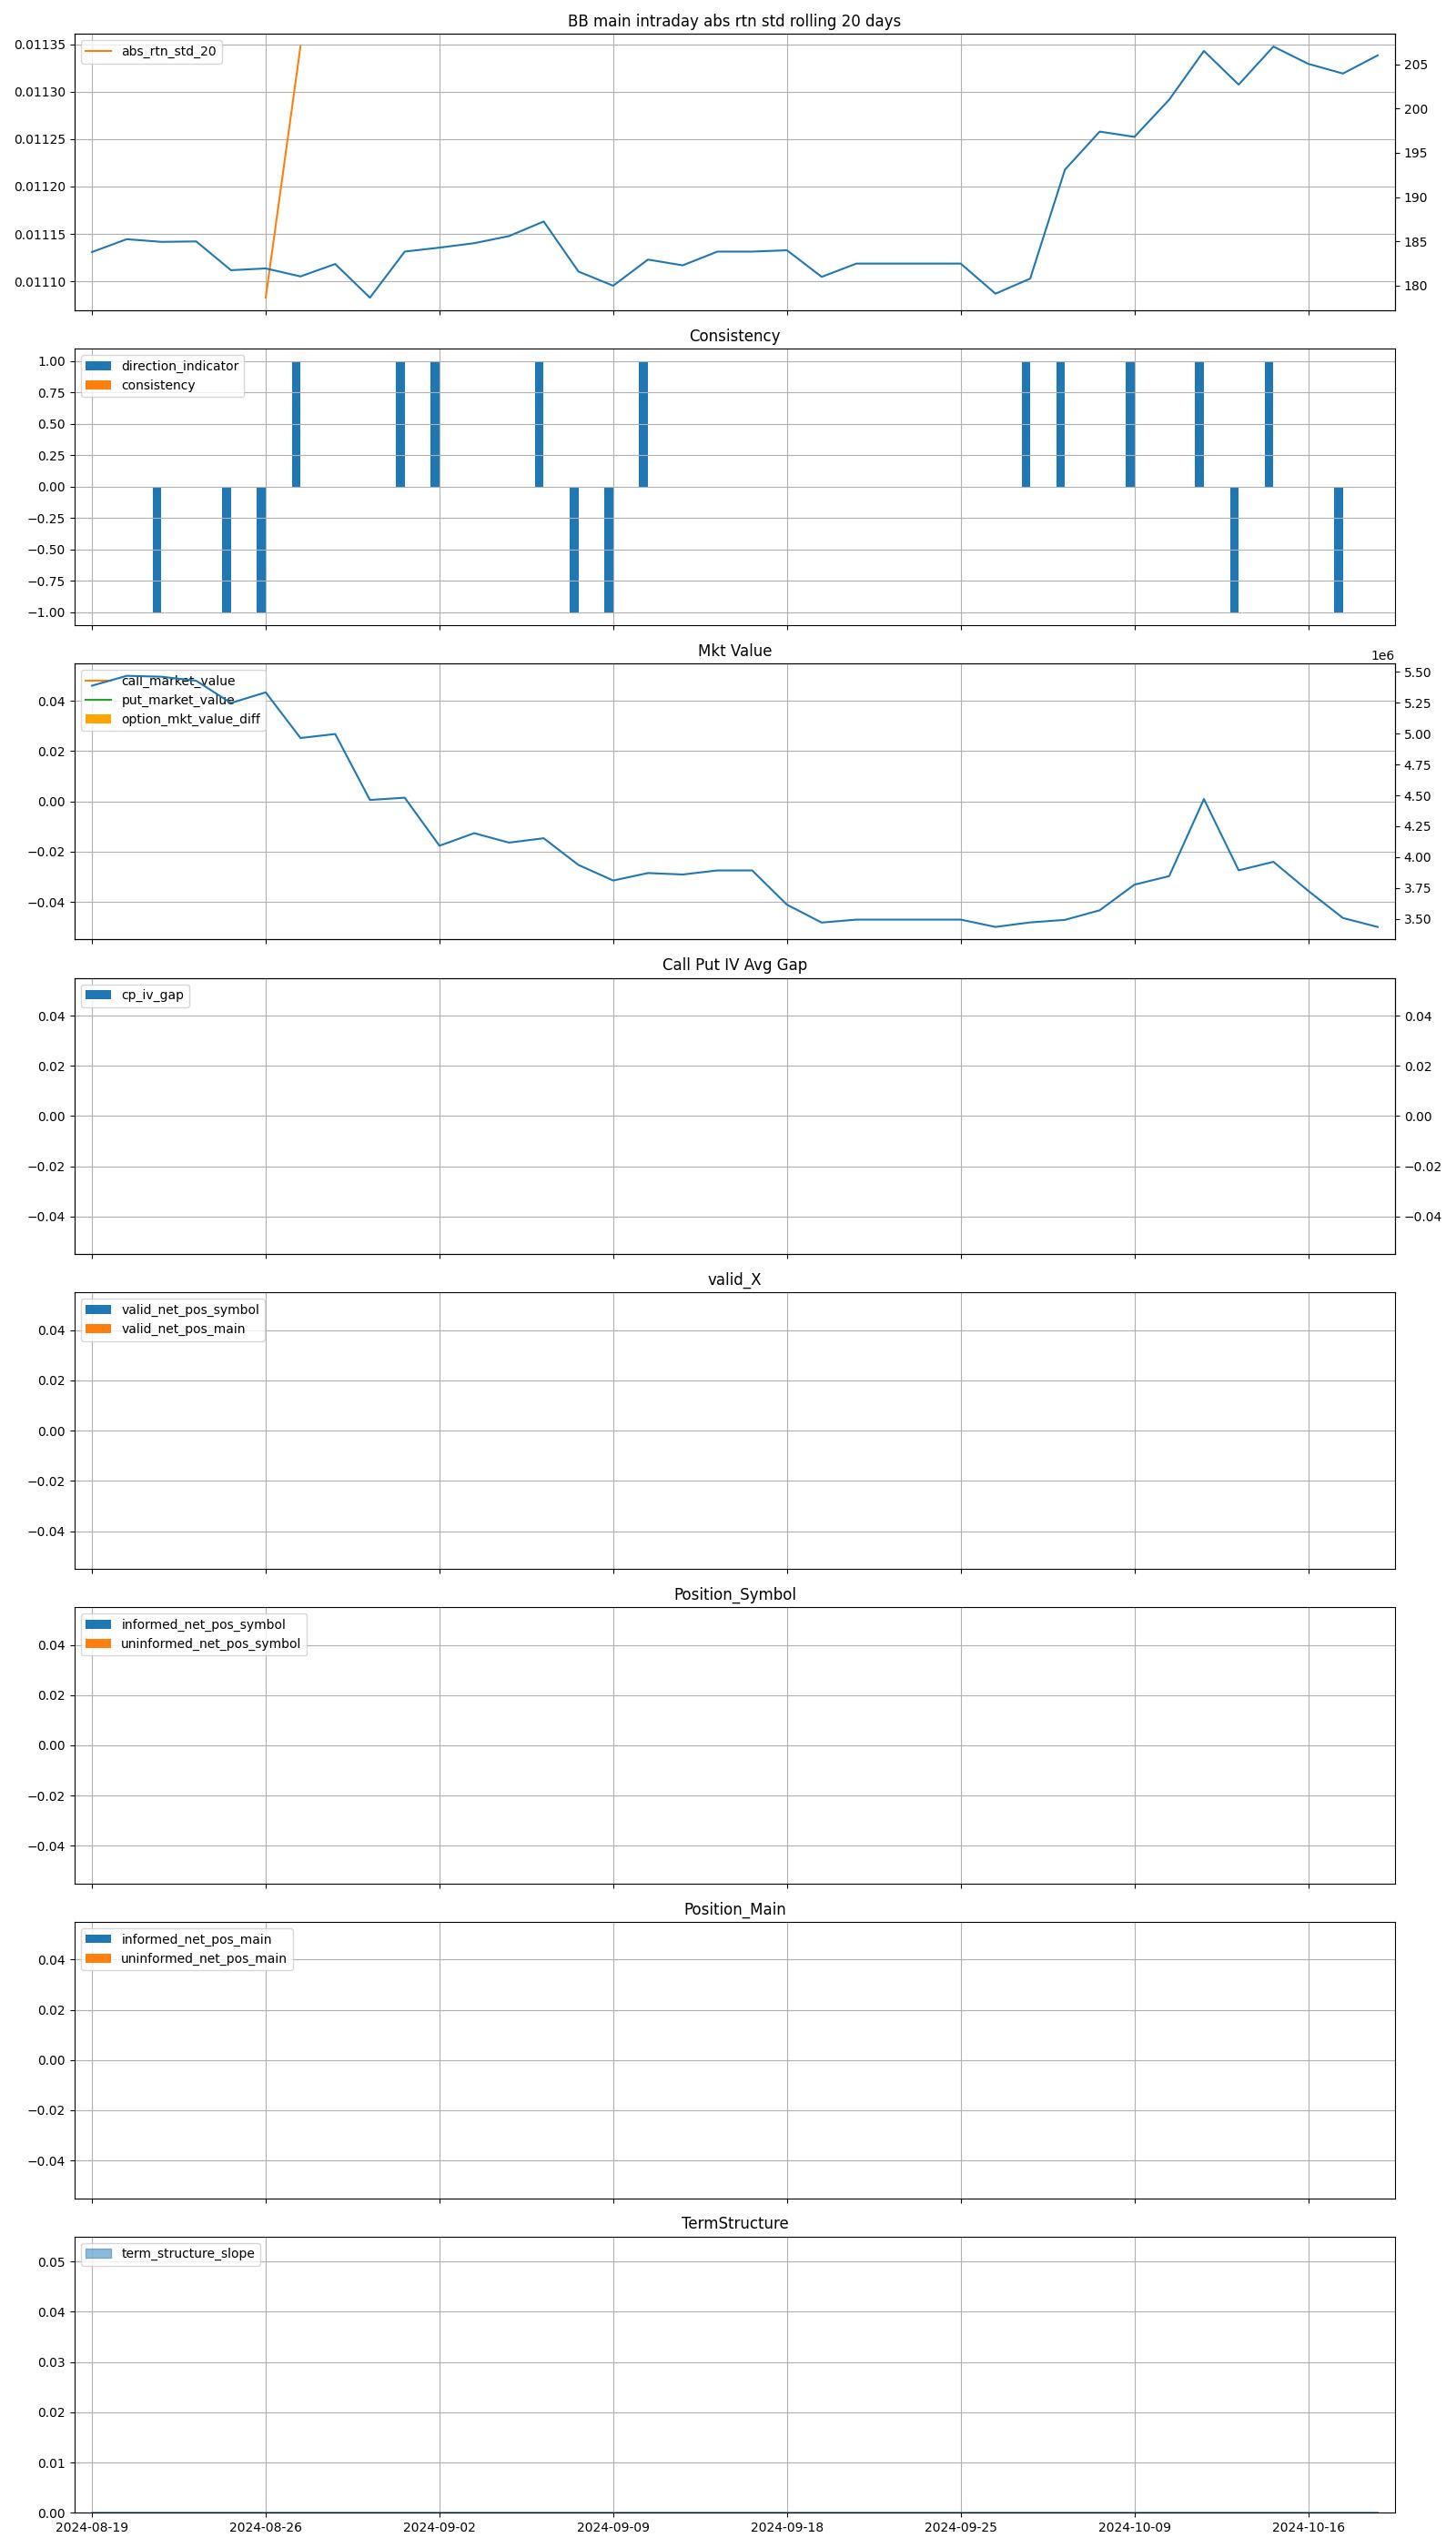 BB main intraday abs rtn std rolling 20 days
abs_rtn_std_20
0.01135
0.01130
0.01125
0.01120
0.01115
0.01110
205
200
195
190
185
180
Consistency
direction_indicator
consistency
1.00
0.75
0.50
0.25
0.00
−0.25
−0.50
−0.75
−1.00
Mkt Value
1e6
call_market_value
put_market_value
option_mkt_value_diff
0.04
0.02
0.00
−0.02
−0.04
5.50
5.25
5.00
4.75
4.50
4.25
4.00
3.75
3.50
Call Put IV Avg Gap
cp_iv_gap
0.04
0.02
0.00
−0.02
−0.04
0.04
0.02
0.00
−0.02
−0.04
valid_X
valid_net_pos_symbol
valid_net_pos_main
0.04
0.02
0.00
−0.02
−0.04
Position_Symbol
informed_net_pos_symbol
uninformed_net_pos_symbol
0.04
0.02
0.00
−0.02
−0.04
Position_Main
informed_net_pos_main
uninformed_net_pos_main
0.04
0.02
0.00
−0.02
−0.04
TermStructure
term_structure_slope
0.05
0.04
0.03
0.02
0.01
0.00
2024-08-19 2024-08-26 2024-09-02 2024-09-09 2024-09-18 2024-09-25 2024-10-09 2024-10-16